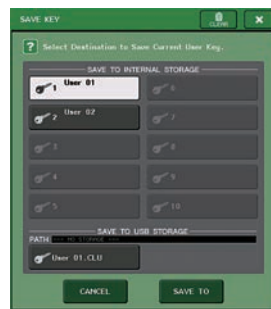 SAVE KEY
CLEAR
×
? Select Destination to Save Current User Key.
SAVE TO INTERNAL STORAGE
1 User 01
6
2 User 02
7
3
8
4
9
5
10
SAVE TO USB STORAGE
PATH: --- NO STORAGE ---
User 01.CLU
CANCEL
SAVE TO